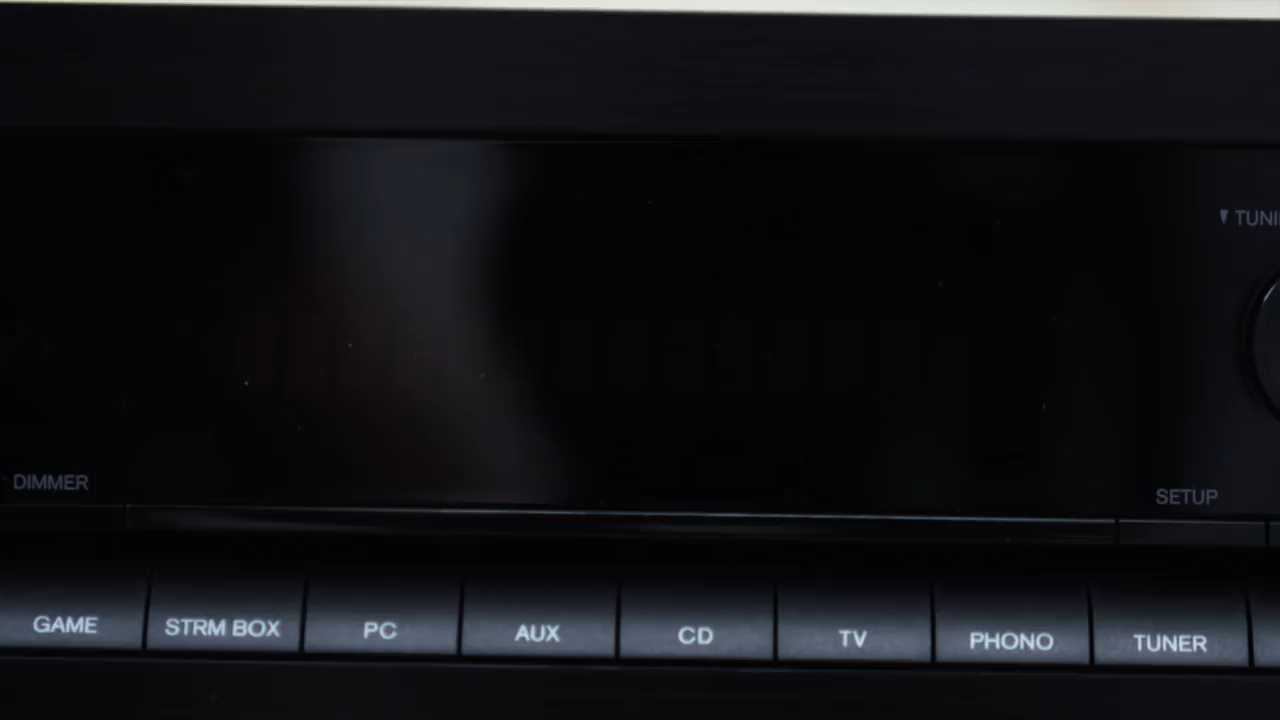 ▼ TUNI
DIMMER
SETUP
GAME
STRM BOX
PC
AUX
CD
TV
PHONO
TUNER